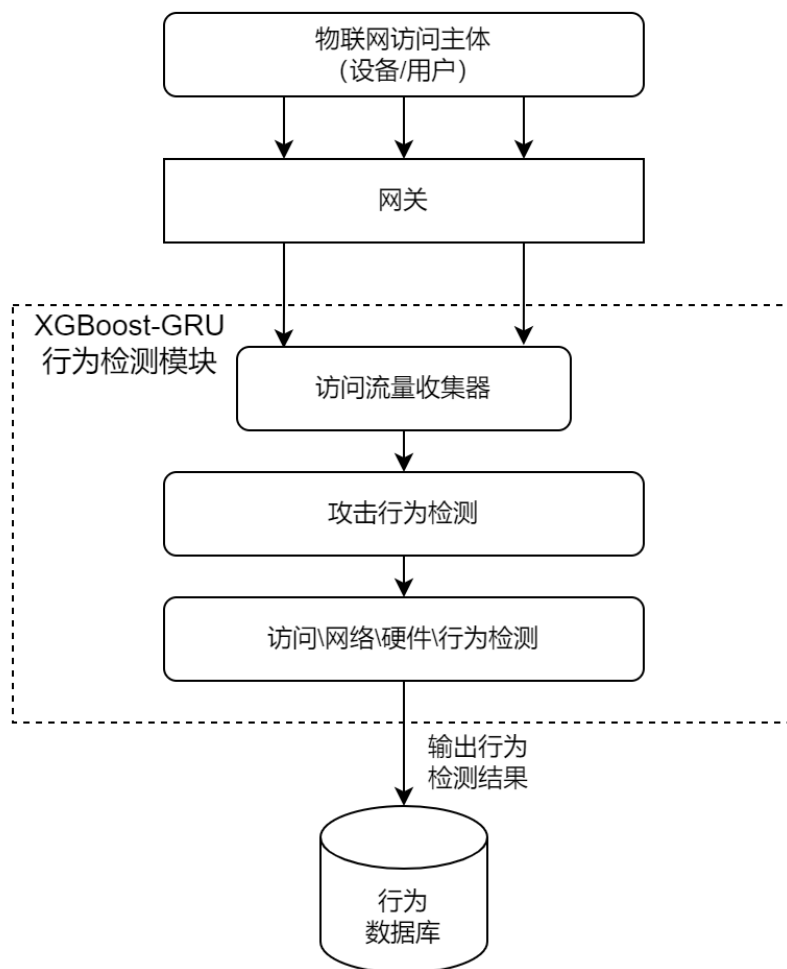 物联网访问主体
（设备/用户）
网关
XGBoost-GRU
行为检测模块
访问流量收集器
攻击行为检测
访问\网络\硬件\行为检测
输出行为
检测结果
行为
数据库